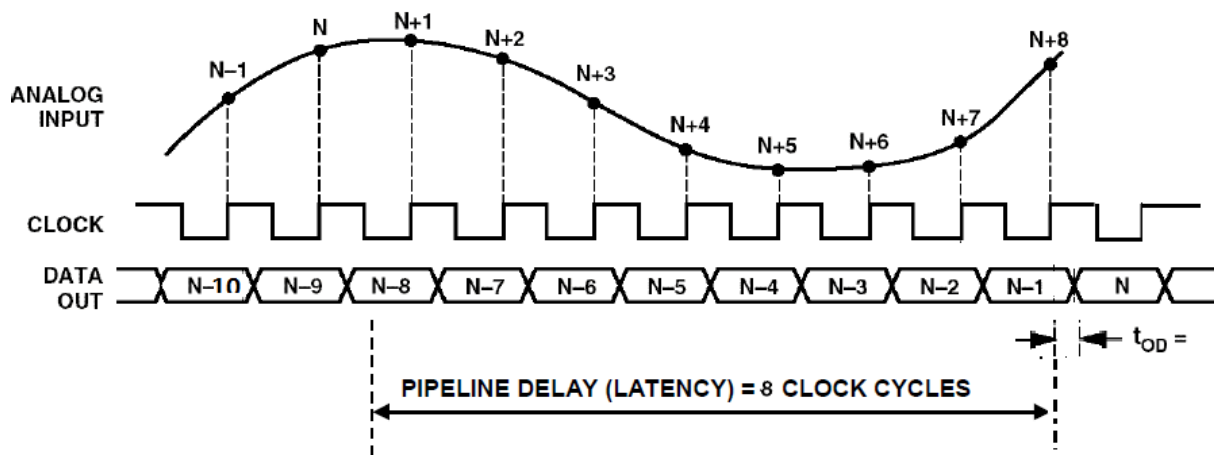 N–1
N
N+1
N+2
N+3
N+4
N+5
N+6
N+7
N+8
ANALOG
INPUT
CLOCK
DATA
OUT
N–10
N–9
N–8
N–7
N–6
N–5
N–4
N–3
N–2
N–1
N
tOD =
PIPELINE DELAY (LATENCY) = 8 CLOCK CYCLES